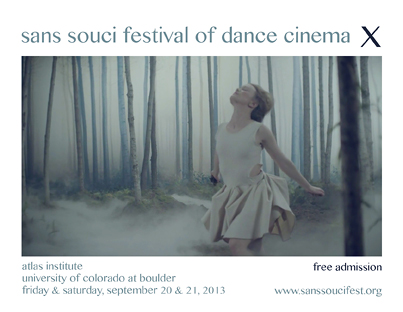 sans souci festival of dance cinema X
atlas institute
university of colorado at boulder
friday & saturday, september 20 & 21, 2013
free admission
www.sanssoucifest.org